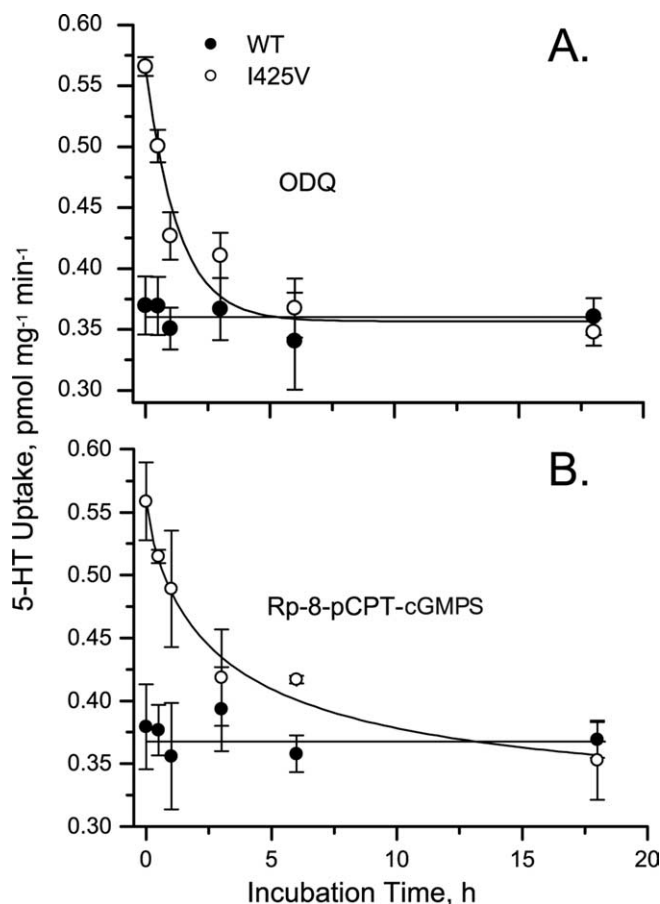 0.60
WT
A.
I425V
0.55
0.50
ODQ
0.45
0.40
0.35
0.30
5-HT Uptake, pmol mg⁻¹ min⁻¹
0.60
B.
0.55
0.50
Rp-8-pCPT-cGMPS
0.45
0.40
0.35
0.30
0 5 10 15 20
Incubation Time, h